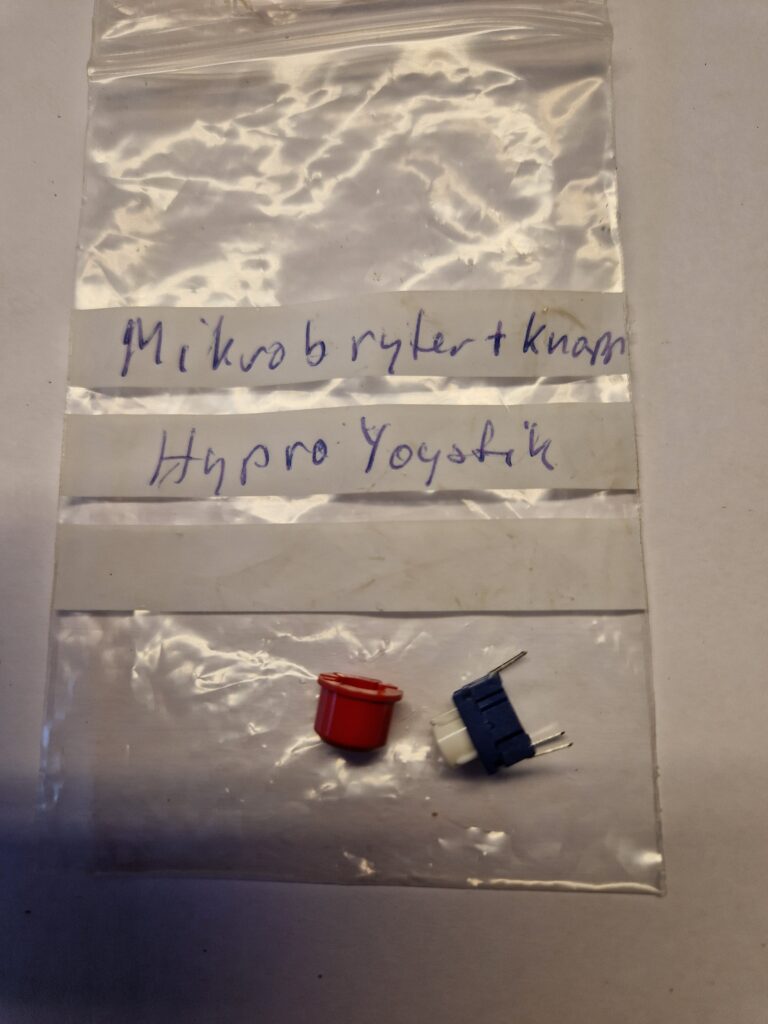 Mikrobryter + Knapp
Hypro Yoystik